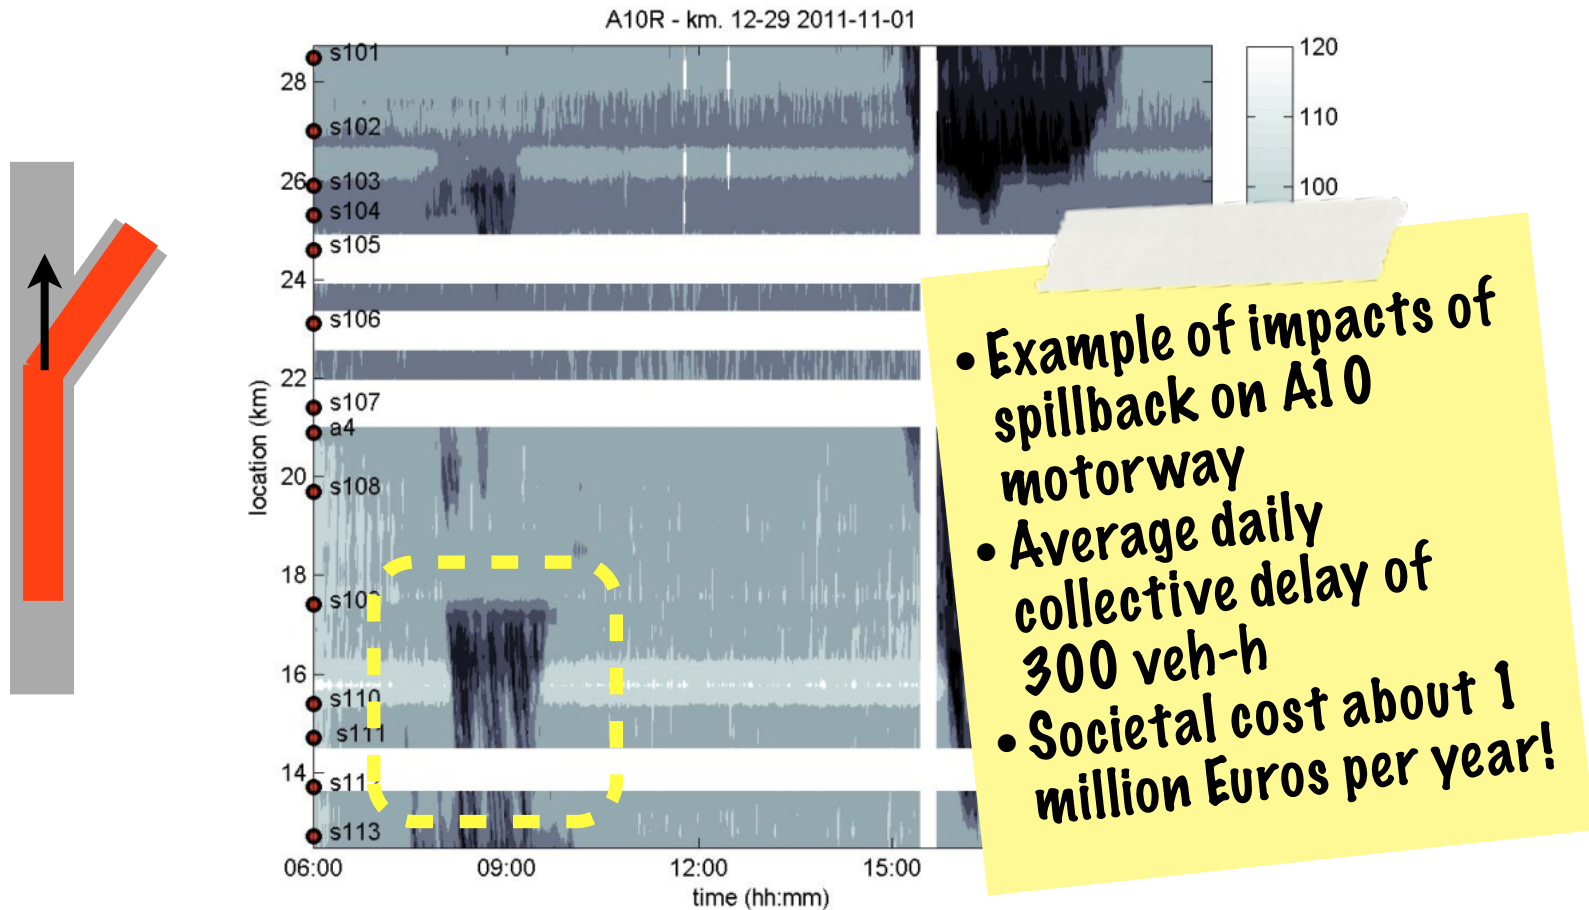 A10R - km. 12-29 2011-11-01
120
110
100
s101
28
s102
26
s103
s104
s105
24
s106
22
s107
a4
20
s108
18
s10
16
s110
s111
14
s11
s113
location (km)
06:00
09:00
12:00
15:00
time (hh:mm)
• Example of impacts of
spillback on A10
motorway
• Average daily
collective delay of
300 veh-h
• Societal cost about 1
million Euros per year!